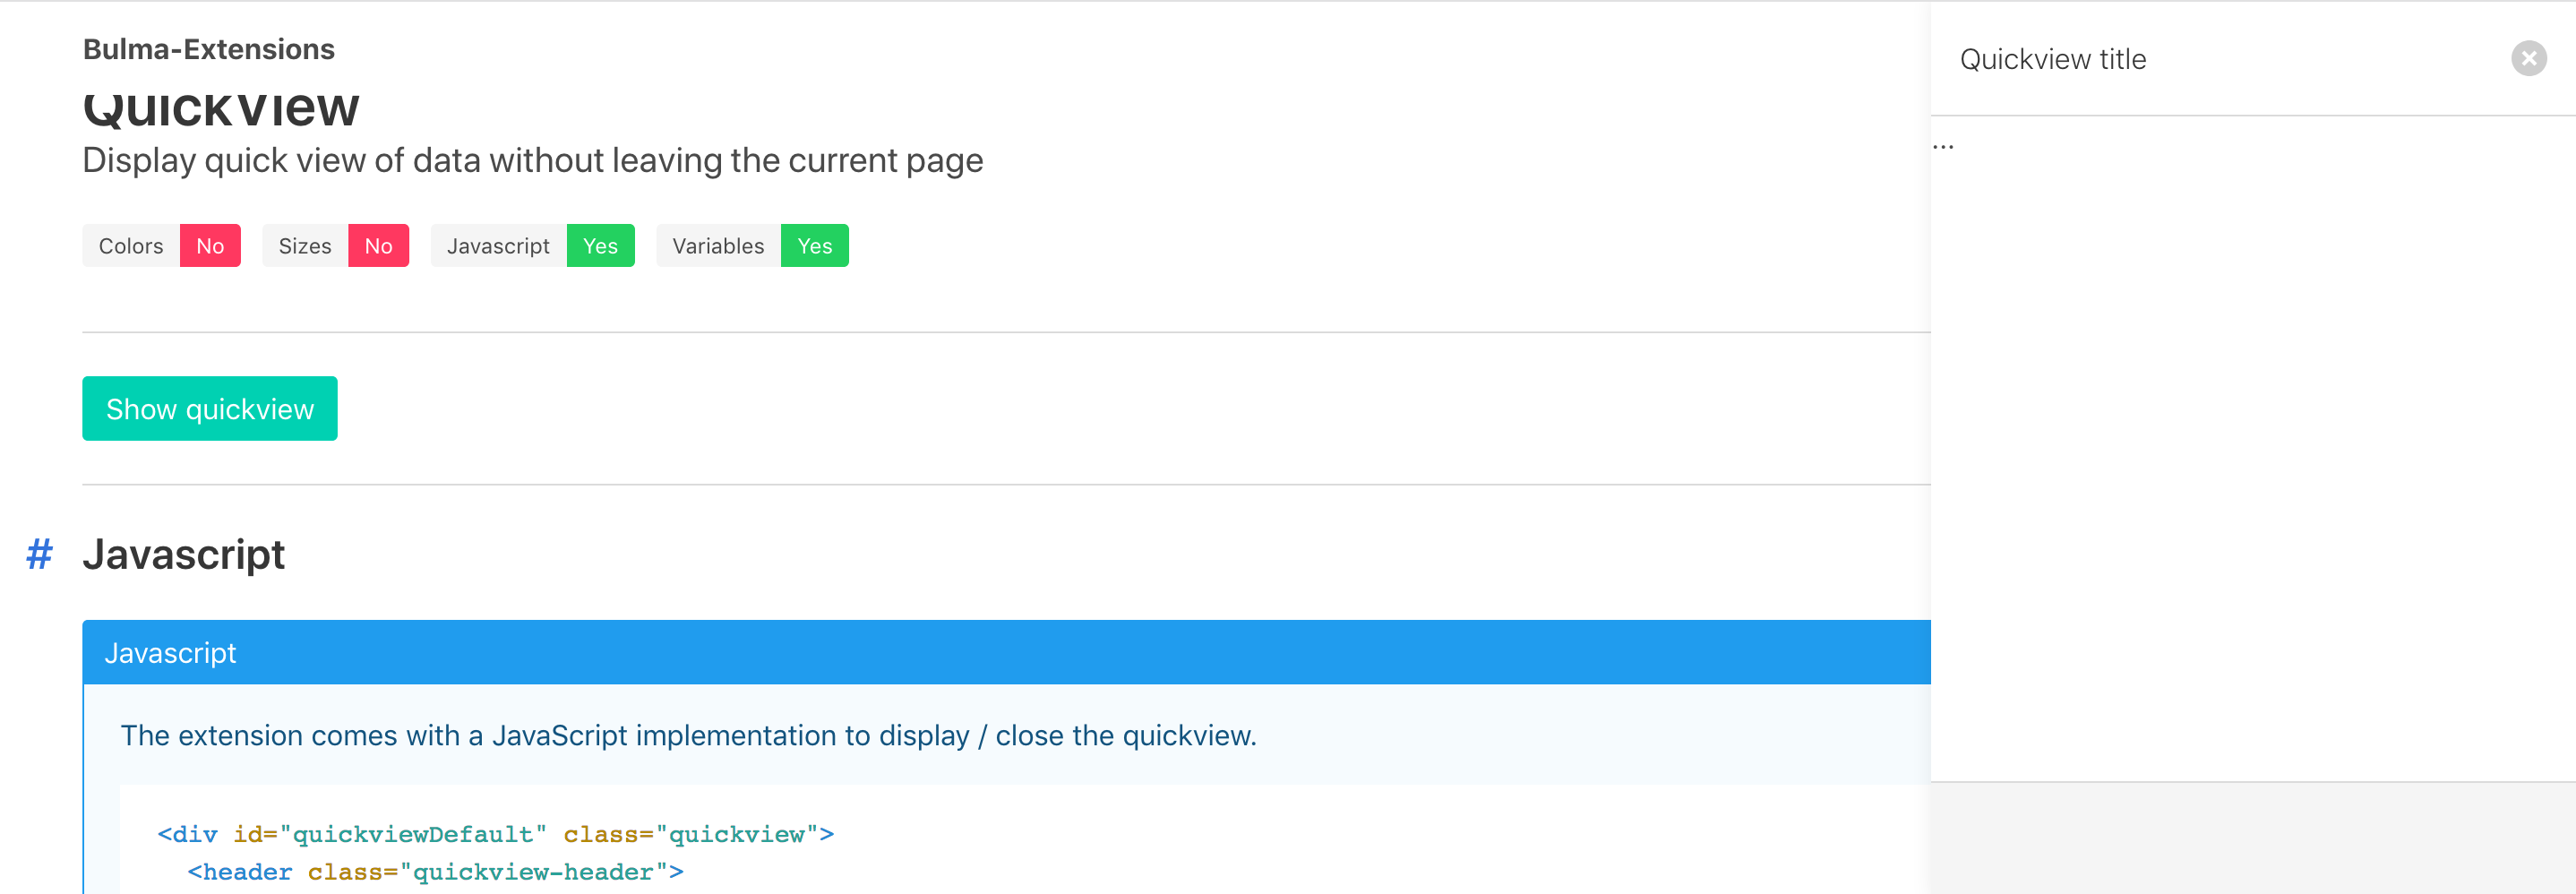 Bulma-Extensions
QuickView
Display quick view of data without leaving the current page
Colors No Sizes No Javascript Yes Variables Yes
Show quickview
# Javascript
Javascript
The extension comes with a JavaScript implementation to display / close the quickview.
<div id="quickviewDefault" class="quickview">
<header class="quickview-header">
Quickview title
...